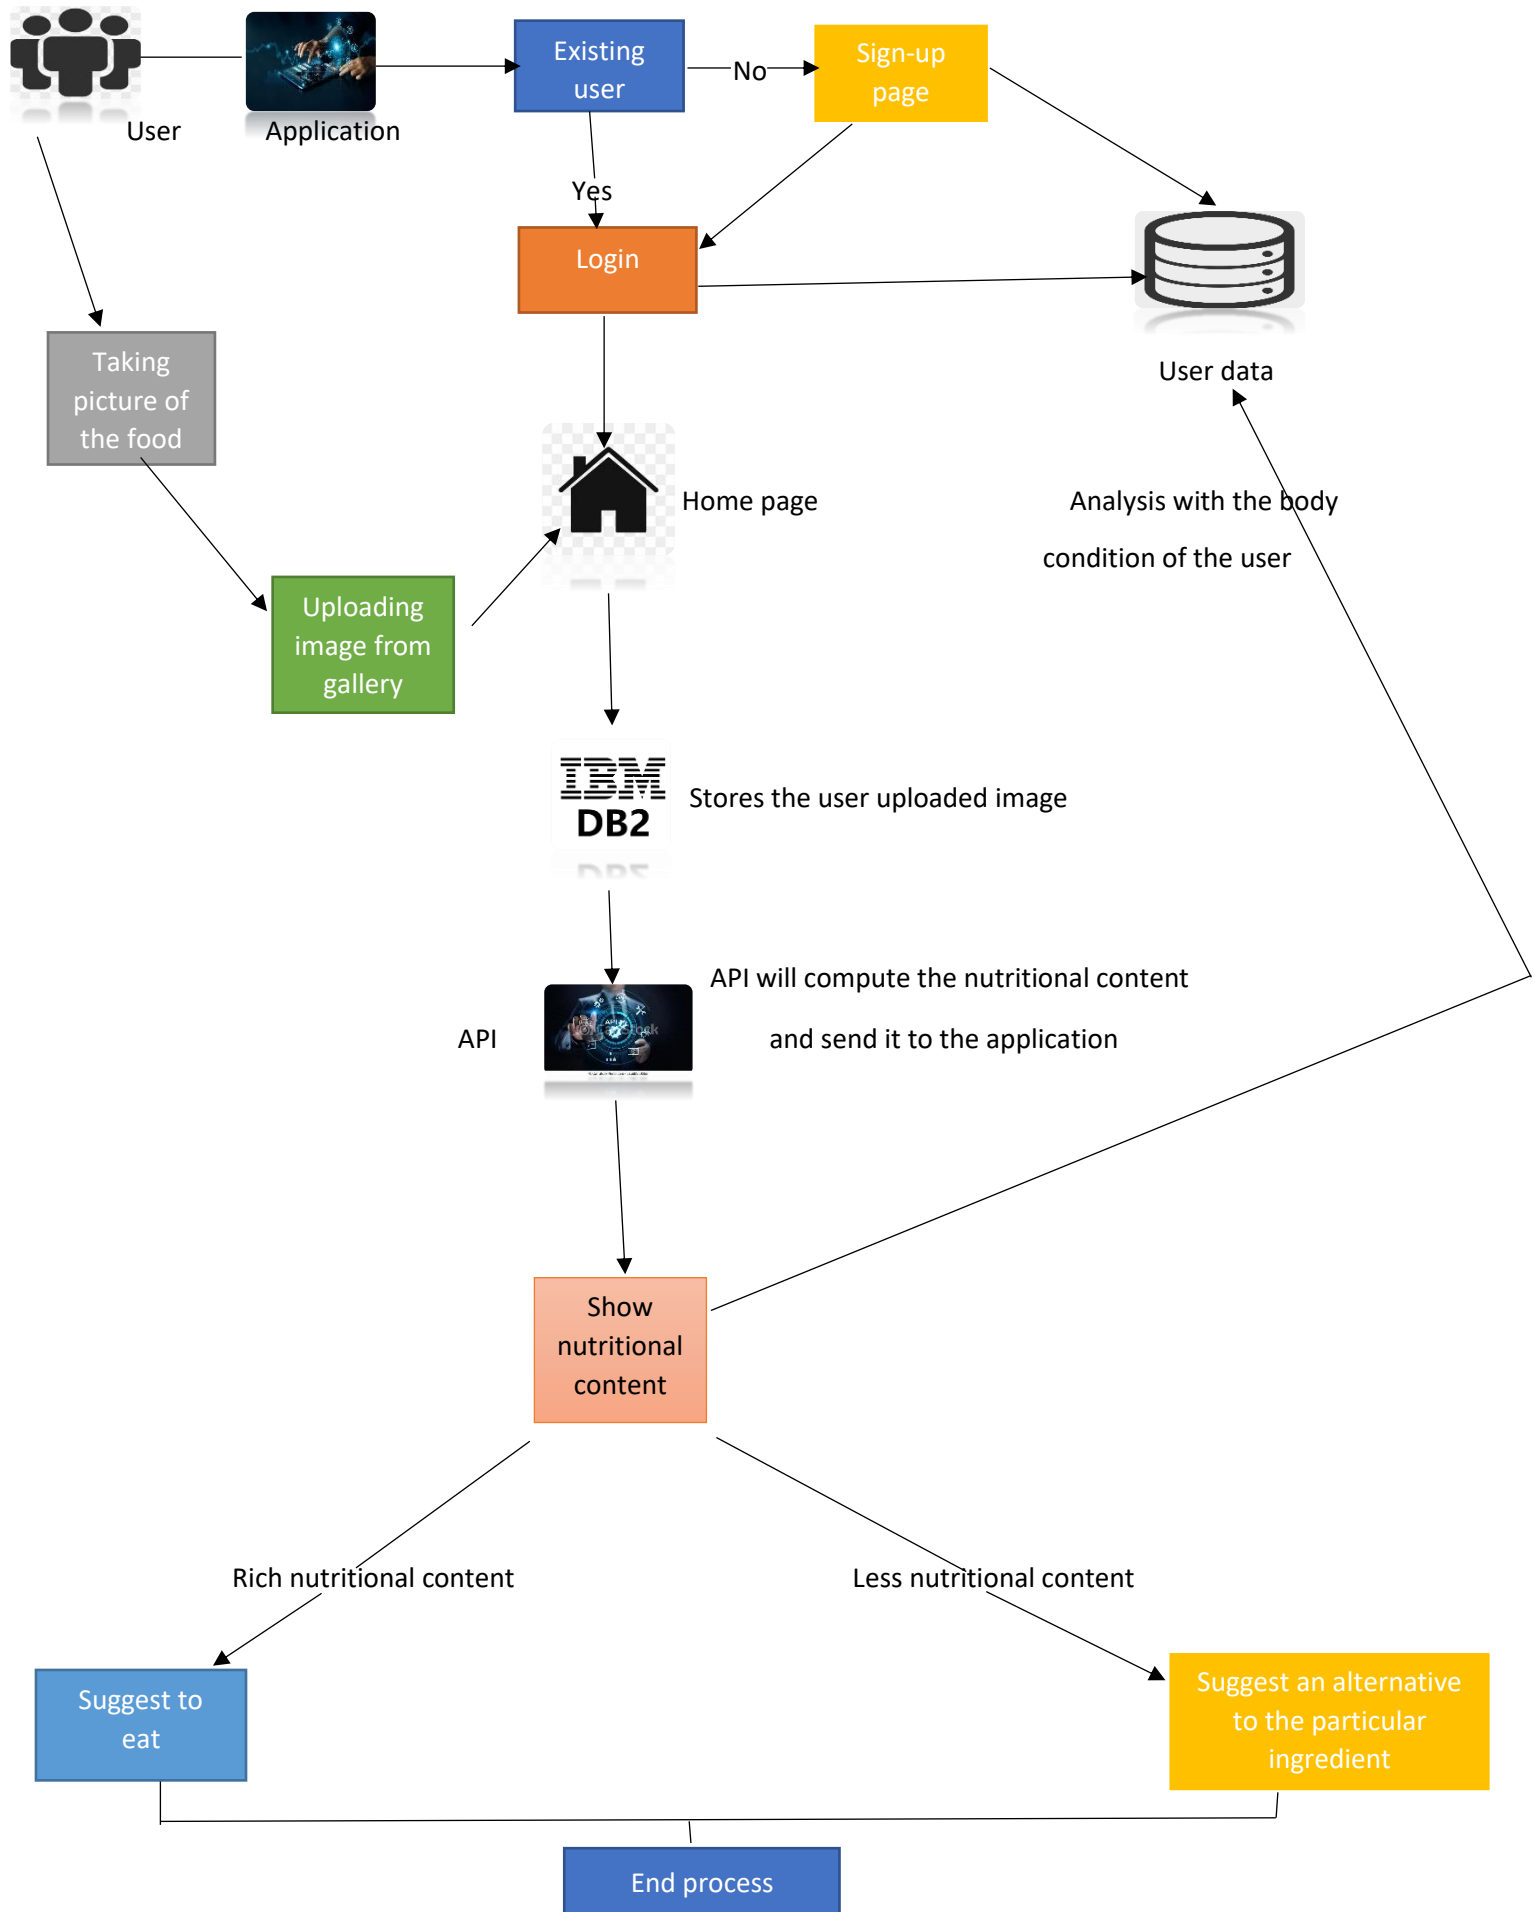 Existing
user
No
Sign-up
page
User
Application
Yes
Login
Taking
picture of
the food
User data
Home page
Analysis with the body
condition of the user
Uploading
image from
gallery
IBM
DB2
Stores the user uploaded image
API will compute the nutritional content
and send it to the application
API
API
Show
nutritional
content
Rich nutritional content
Less nutritional content
Suggest to
eat
Suggest an alternative
to the particular
ingredient
End process